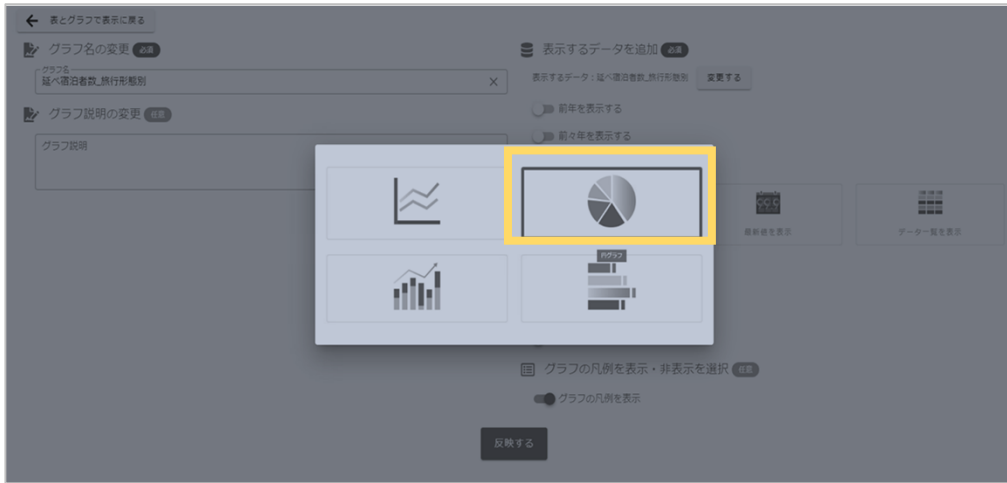 表とグラフで表示に戻る
グラフ名の変更 必須
グラフ名
延べ宿泊者数_旅行形態別
グラフ説明の変更 任意
グラフ説明
表示するデータを追加 必須
表示するデータ：延べ宿泊者数_旅行形態別 変更する
前年を表示する
前々年を表示する
最新値を表示
データ一覧を表示
円グラフ
グラフの凡例を表示・非表示を選択 任意
グラフの凡例を表示
反映する